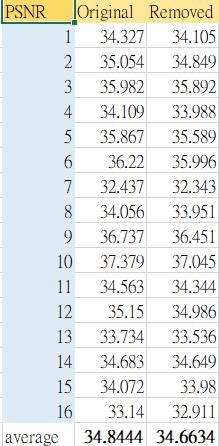 PSNR Original Removed
1 34.327 34.105
2 35.054 34.849
3 35.982 35.892
4 34.109 33.988
5 35.867 35.589
6 36.22 35.996
7 32.437 32.343
8 34.056 33.951
9 36.737 36.451
10 37.379 37.045
11 34.563 34.344
12 35.15 34.986
13 33.734 33.536
14 34.683 34.649
15 34.072 33.98
16 33.14 32.911
average 34.8444 34.6634